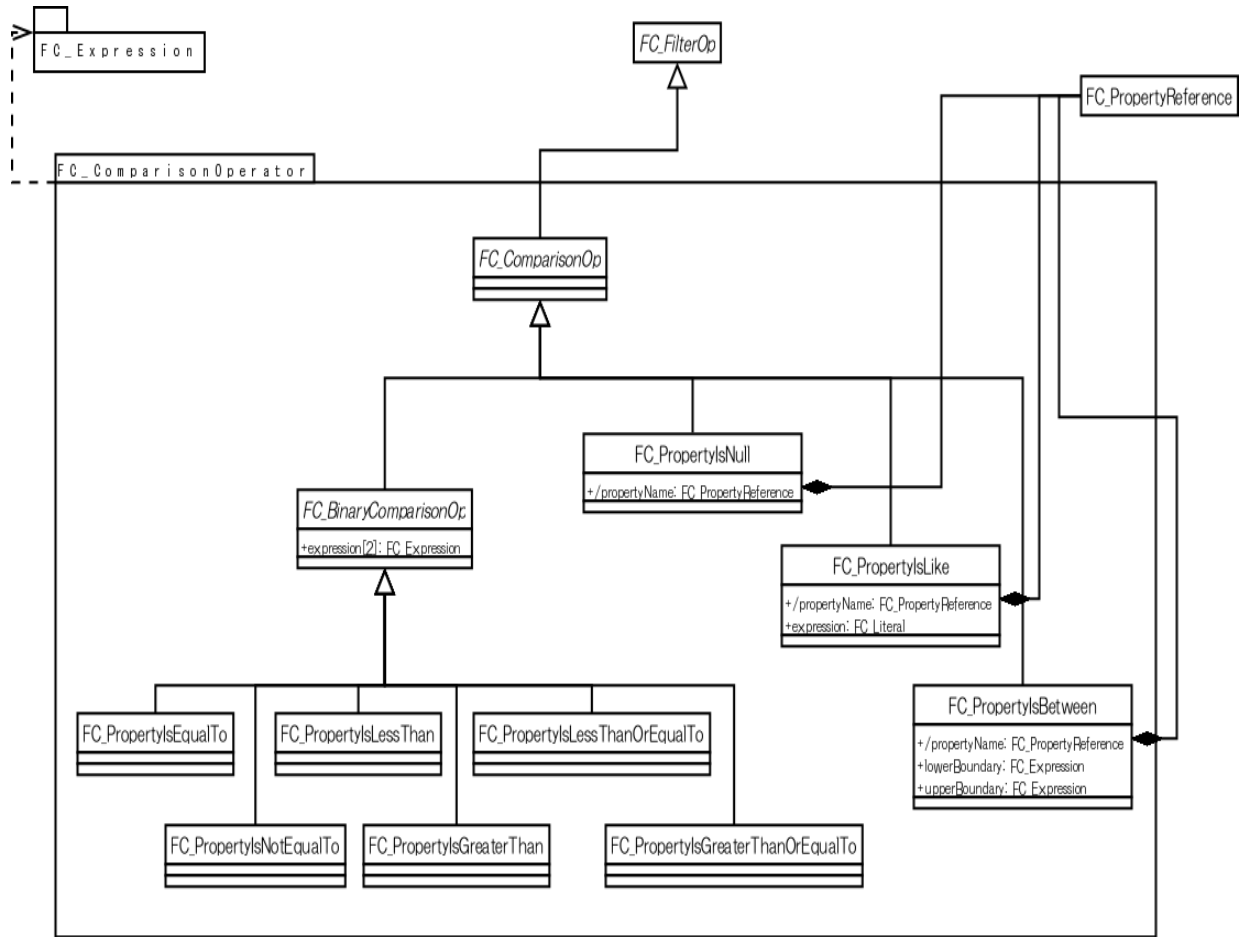 FC_Expression
FC_FilterOp
FC_PropertyReference
FC_ComparisonOperator
FC_ComparisonOp
FC_PropertyIsNull
+/propertyName: FC_PropertyReference
FC_BinaryComparisonOp
+expression[2]: FC_Expression
FC_PropertyIsLike
+/propertyName: FC_PropertyReference
+expression: FC_Literal
FC_PropertyIsBetween
+/propertyName: FC_PropertyReference
+lowerBoundary: FC_Expression
+upperBoundary: FC_Expression
FC_PropertyIsEqualTo
FC_PropertyIsLessThan
FC_PropertyIsLessThanOrEqualTo
FC_PropertyIsNotEqualTo
FC_PropertyIsGreaterThan
FC_PropertyIsGreaterThanOrEqualTo